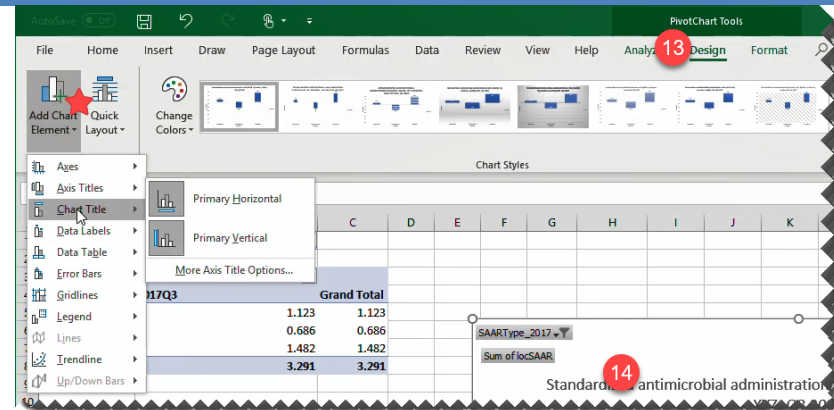 AutoSave Off
PivotChart Tools
File Home Insert Draw Page Layout Formulas Data Review View Help Analyz 13 Design Format
Add Chart Element
Quick Layout
Change Colors
Chart Styles
Axes
Axis Titles
Chart Title
Data Labels
Data Table
Error Bars
Gridlines
Legend
Lines
Trendline
Up/Down Bars
Primary Horizontal
Primary Vertical
More Axis Title Options...
C D E F G H I J K
017Q3 Grand Total
1.123 1.123
0.686 0.686
1.482 1.482
3.291 3.291
10
SAARType_2017
Sum of locSAAR
14
Standardi antimicrobial administration